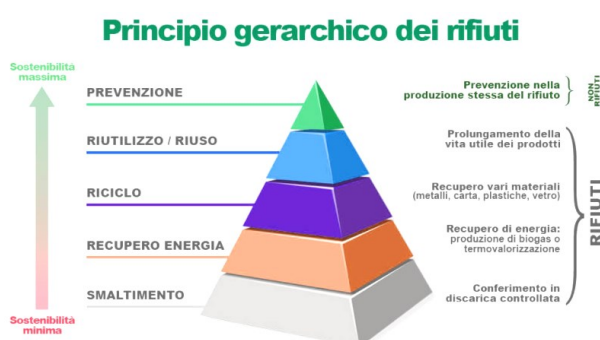 Principio gerarchico dei rifiuti
Sostenibilità
massima
PREVENZIONE
Prevenzione nella
produzione stessa del rifiuto
NON
RIFIUTI
RIUTILIZZO / RIUSO
Prolungamento della
vita utile dei prodotti
RICICLO
Recupero vari materiali
(metalli, carta, plastiche, vetro)
RIFIUTI
RECUPERO ENERGIA
Recupero di energia:
produzione di biogas o
termovalorizzazione
SMALTIMENTO
Conferimento in
discarica controllata
Sostenibilità
minima